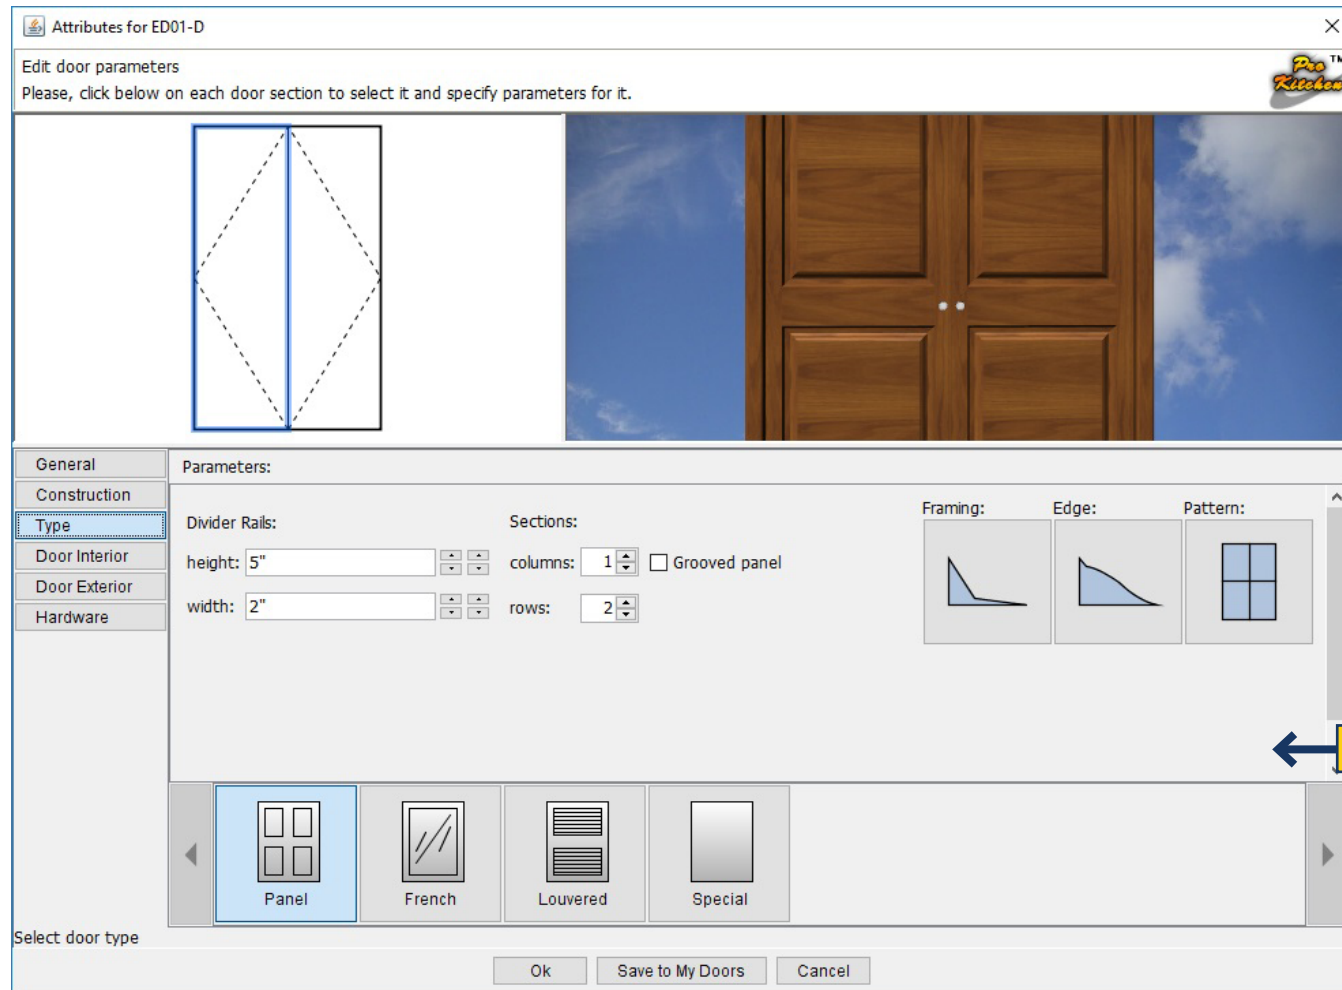 Attributes for ED01-D
Edit door parameters
Please, click below on each door section to select it and specify parameters for it.
Pro TM
Kitchen
General
Construction
Type
Door Interior
Door Exterior
Hardware
Parameters:
Divider Rails:
height: 5"
width: 2"
Sections:
columns: 1
Grooved panel
rows: 2
Framing:
Edge:
Pattern:
Panel
French
Louvered
Special
Select door type
Ok
Save to My Doors
Cancel